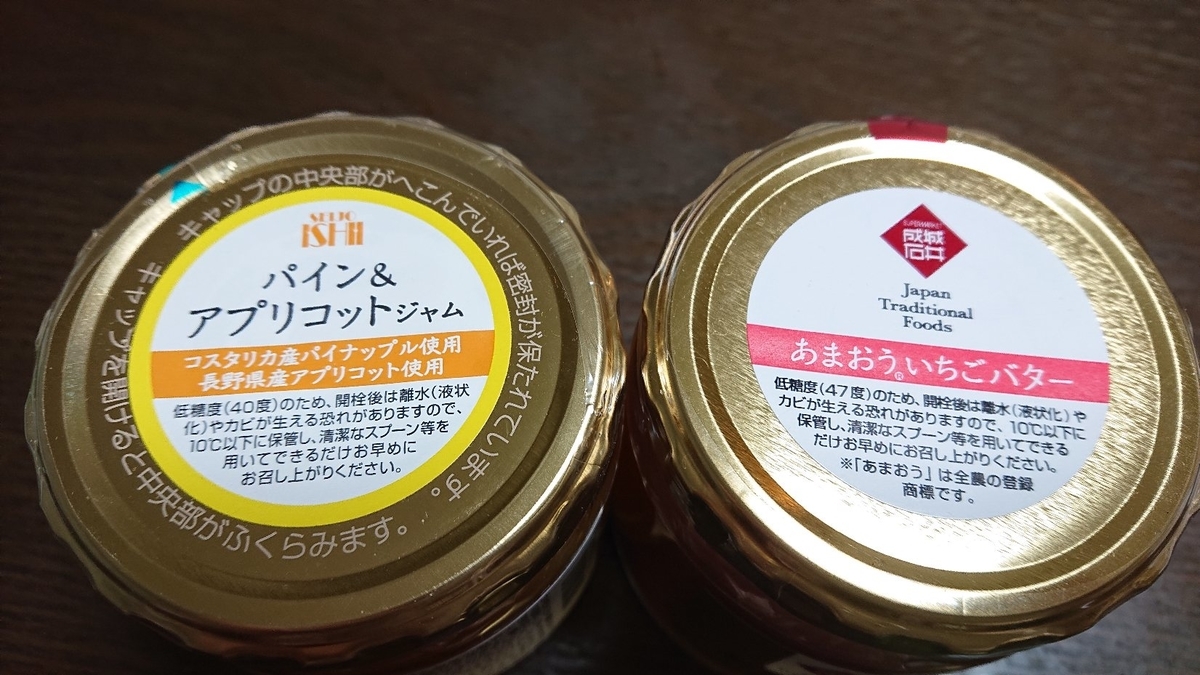 キャップの中央部がへこんでいれば密封が保たれています。
キャップを開けると中央部がふくらみます。
SEIJO
ISHII
パイン&
アプリコットジャム
コスタリカ産パイナップル使用
長野県産アプリコット使用
低糖度(40度)のため、開栓後は離水(液状
化)やカビが生える恐れがありますので、
10℃以下に保管し、清潔なスプーン等を
用いてできるだけお早めに
お召し上がりください。
SUPERMARKET
成城
石井
Japan
Traditional
Foods
あまおう®いちごバター
低糖度(47度)のため、開栓後は離水(液状化)や
カビが生える恐れがありますので、10℃以下に
保管し、清潔なスプーン等を用いてできる
だけお早めにお召し上がりください。
※「あまおう」は全農の登録
商標です。